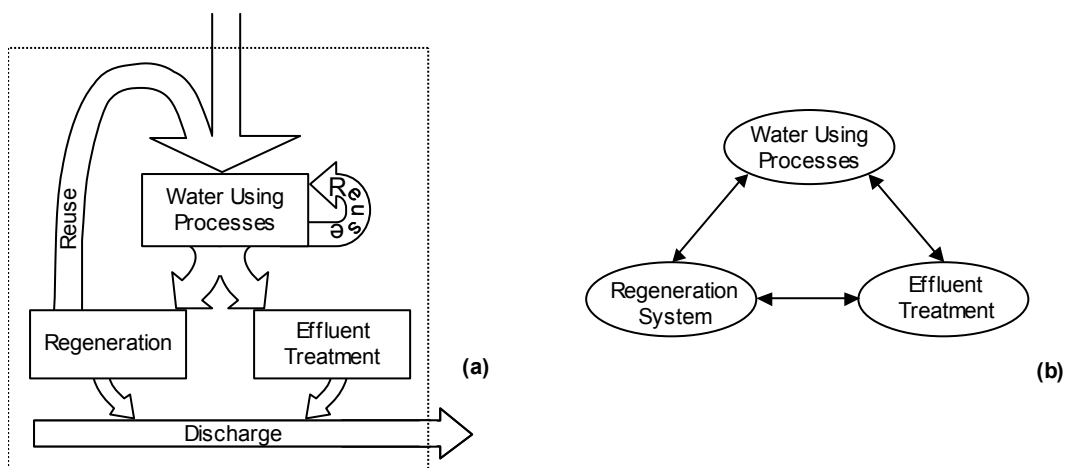 Reuse
Water Using
Processes
Reuse
Regeneration
Effluent
Treatment
Discharge
(a)
Water Using
Processes
Regeneration
System
Effluent
Treatment
(b)